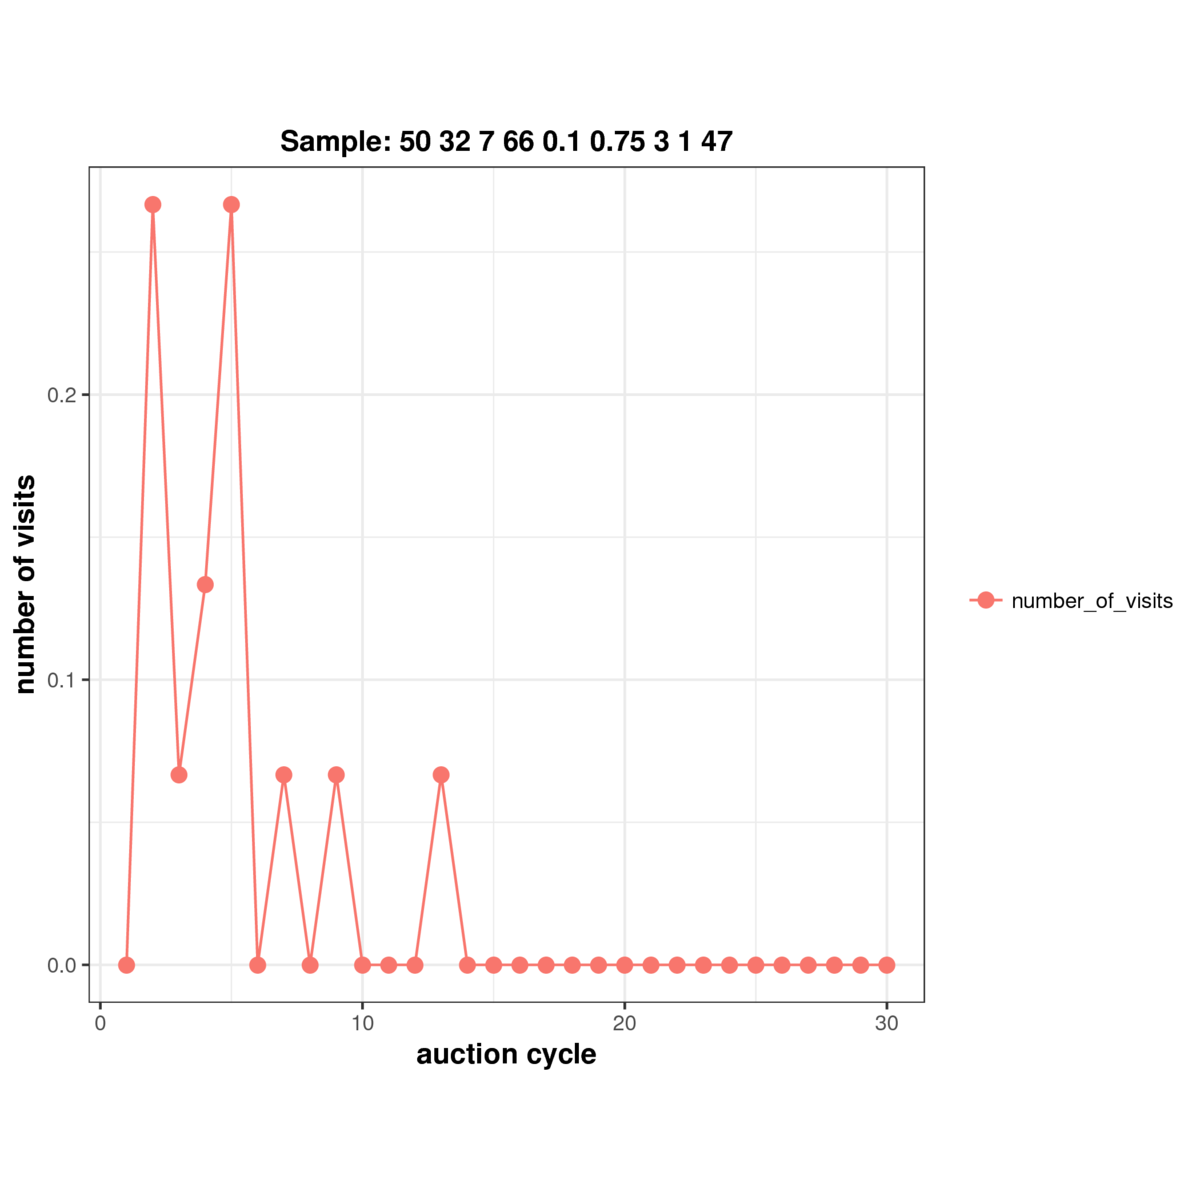 Sample: 50 32 7 66 0.1 0.75 3 1 47
number of visits
0.2
0.1
0.0
0 10 20 30
auction cycle
number_of_visits